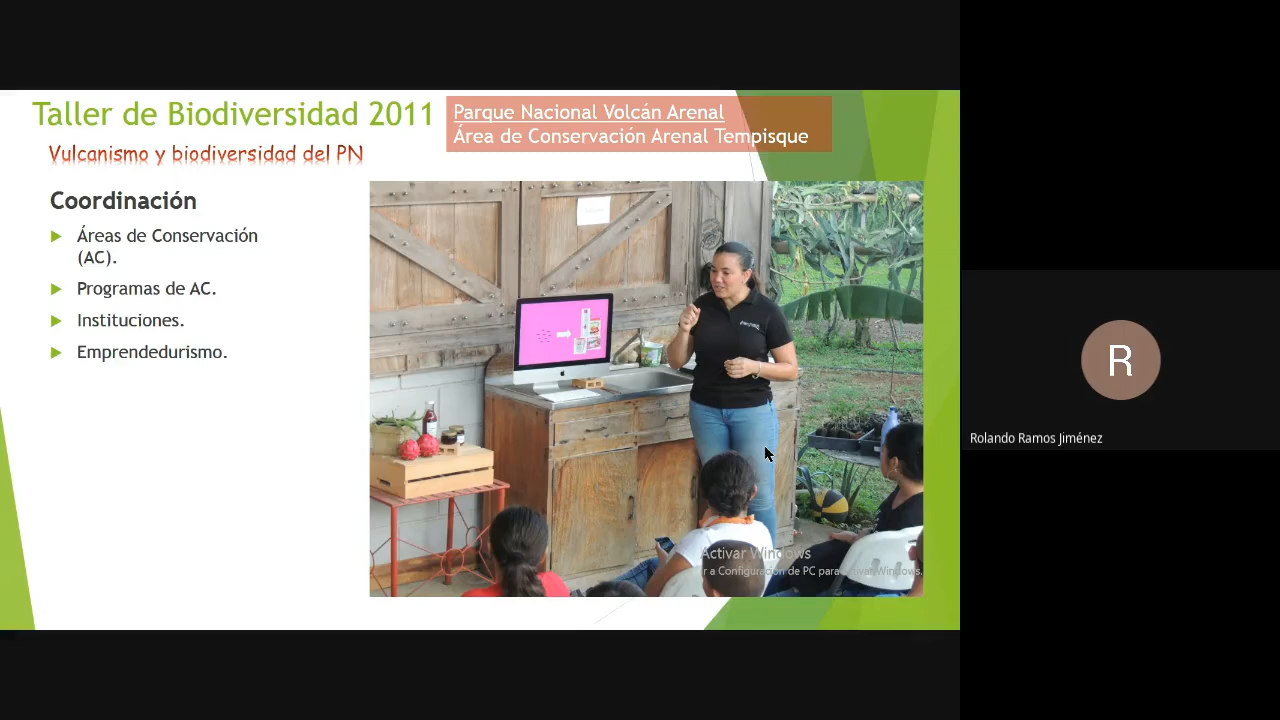 Taller de Biodiversidad 2011
Parque Nacional Volcán Arenal
Área de Conservación Arenal Tempisque
Vulcanismo y biodiversidad del PN
Coordinación
Áreas de Conservación
(AC).
Programas de AC.
Instituciones.
Emprendedurismo.
Activar Windows
Ir a Configuración de PC para activar Windows.
R
Rolando Ramos Jiménez